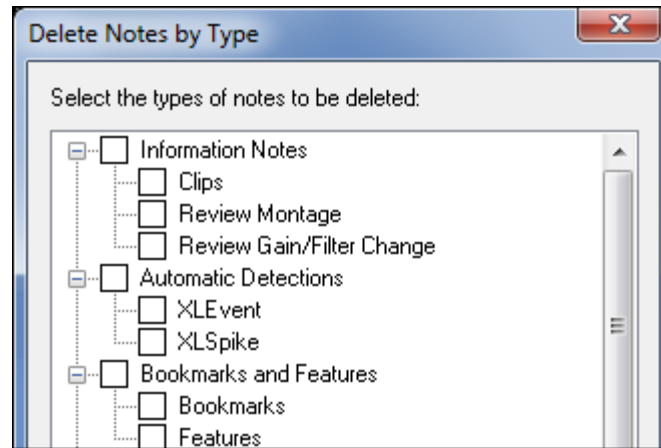 Delete Notes by Type
Select the types of notes to be deleted:
Information Notes
Clips
Review Montage
Review Gain/Filter Change
Automatic Detections
XLEvent
XLSpike
Bookmarks and Features
Bookmarks
Features